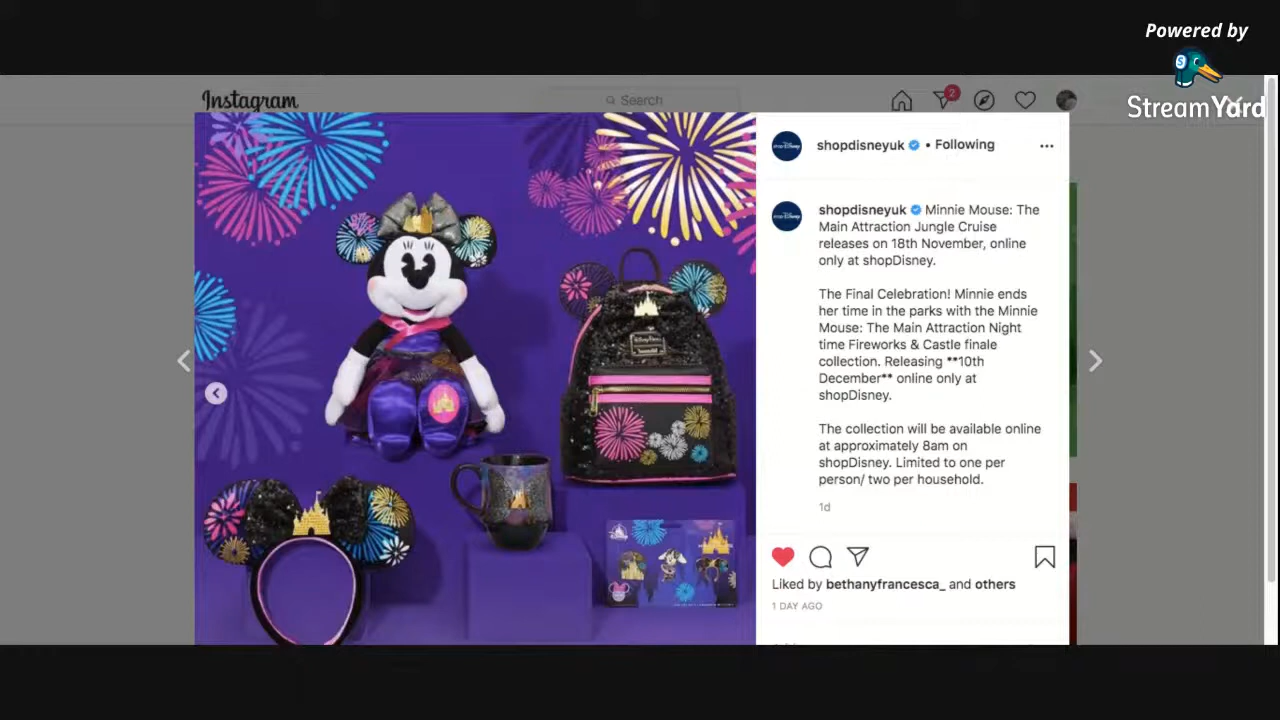 Powered by
StreamYard
Instagram
Search
2
shopdisneyuk • Following
shopdisneyuk Minnie Mouse: The
Main Attraction Jungle Cruise
releases on 18th November, online
only at shopDisney.
The Final Celebration! Minnie ends
her time in the parks with the Minnie
Mouse: The Main Attraction Night
time Fireworks & Castle finale
collection. Releasing **10th
December** online only at
shopDisney.
The collection will be available online
at approximately 8am on
shopDisney. Limited to one per
person/ two per household.
1d
Liked by bethanyfrancesca_ and others
1 DAY AGO